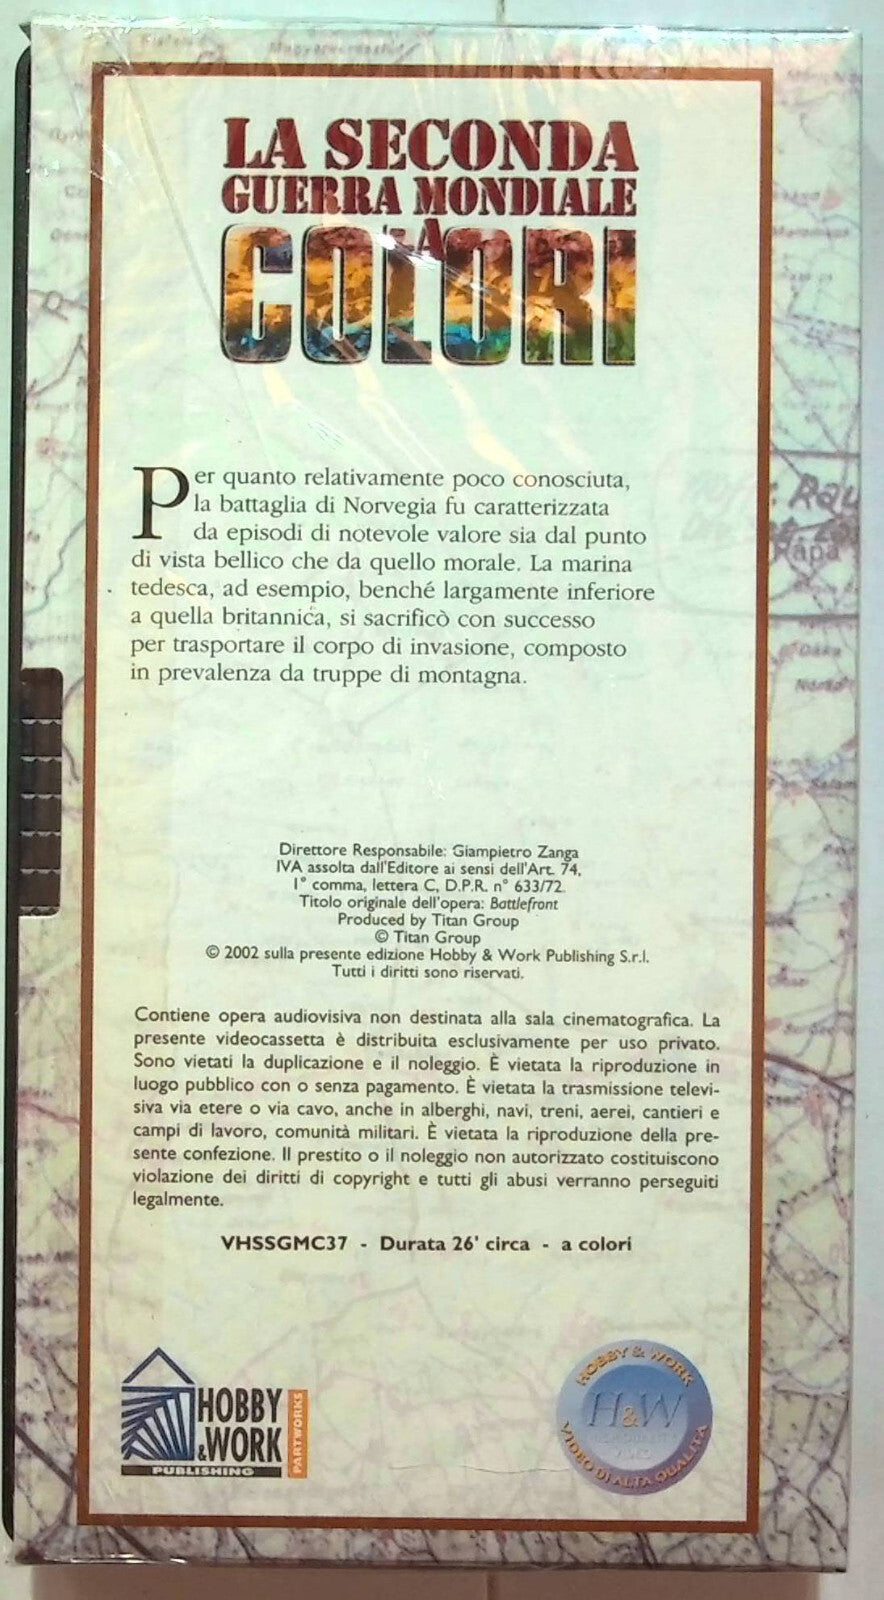 LA SECONDA
GUERRA MONDIALE
A
COLORI
Per quanto relativamente poco conosciuta,
la battaglia di Norvegia fu caratterizzata
da episodi di notevole valore sia dal punto
di vista bellico che da quello morale. La marina
tedesca, ad esempio, benché largamente inferiore
a quella britannica, si sacrificò con successo
per trasportare il corpo di invasione, composto
in prevalenza da truppe di montagna.
Direttore Responsabile: Giampietro Zanga
IVA assolta dall'Editore ai sensi dell'Art. 74,
1° comma, lettera C, D.P.R. n° 633/72
Titolo originale dell'opera: Battlefront
Produced by Titan Group
© Titan Group
© 2002 sulla presente edizione Hobby & Work Publishing S.r.l.
Tutti i diritti sono riservati.
Contiene opera audiovisiva non destinata alla sala cinematografica. La
presente videocassetta è distribuita esclusivamente per uso privato.
Sono vietati la duplicazione e il noleggio. È vietata la riproduzione in
luogo pubblico con o senza pagamento. È vietata la trasmissione televi-
siva via etere o via cavo, anche in alberghi, navi, treni, aerei, cantieri e
campi di lavoro, comunità militari. È vietata la riproduzione della pre-
sente confezione. Il prestito o il noleggio non autorizzato costituiscono
violazione dei diritti di copyright e tutti gli abusi verranno perseguiti
legalmente.
VHSSGMC37 - Durata 26' circa - a colori
HOBBY
&WORK
PUBLISHING
PARTWORKS
HOBBY & WORK
H&W
VIDEO DI ALTA QUALITÀ
Pápa